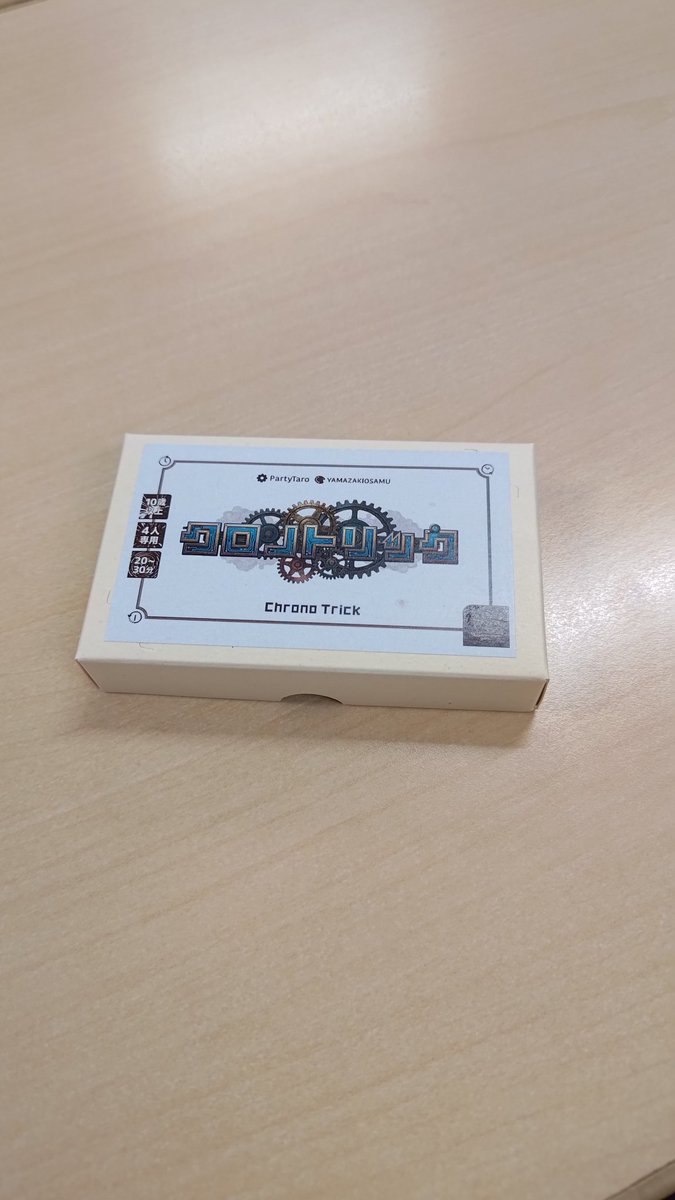 PartyTaro YAMAZAKIOSAMU
10歳
以上
4人
専用
20~
30分
クロノトリック
Chrono Trick